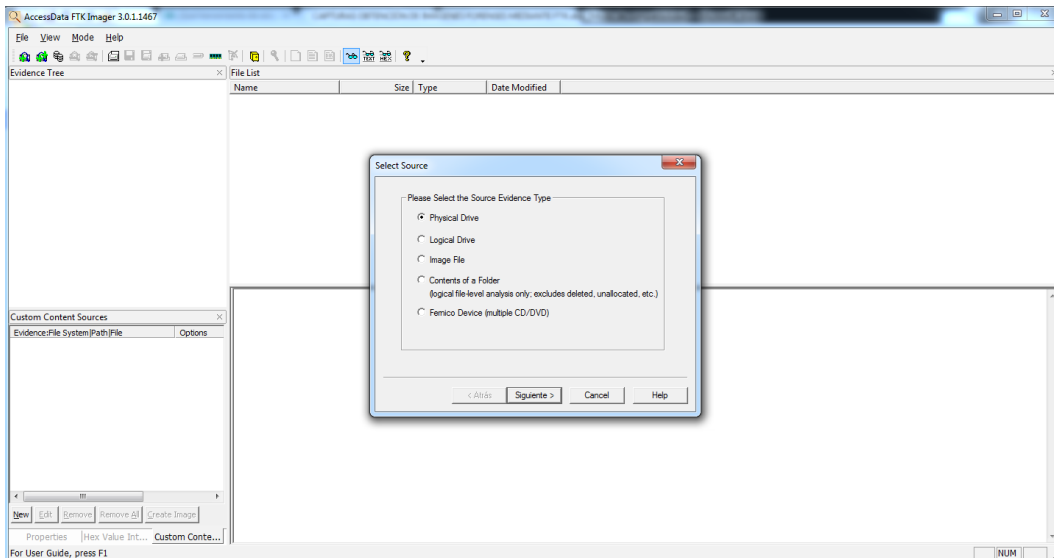 AccessData FTK Imager 3.0.1.1467
File View Mode Help
Evidence Tree
File List
Name Size Type Date Modified
Select Source
Please Select the Source Evidence Type
Physical Drive
Logical Drive
Image File
Contents of a Folder
(logical file-level analysis only; excludes deleted, unallocated, etc.)
Fernico Device (multiple CD/DVD)
< Atrás Siguiente > Cancel Help
Custom Content Sources
Evidence:File System|Path|File Options
New Edit Remove Remove All Create Image
Properties Hex Value Int... Custom Conte...
For User Guide, press F1
NUM